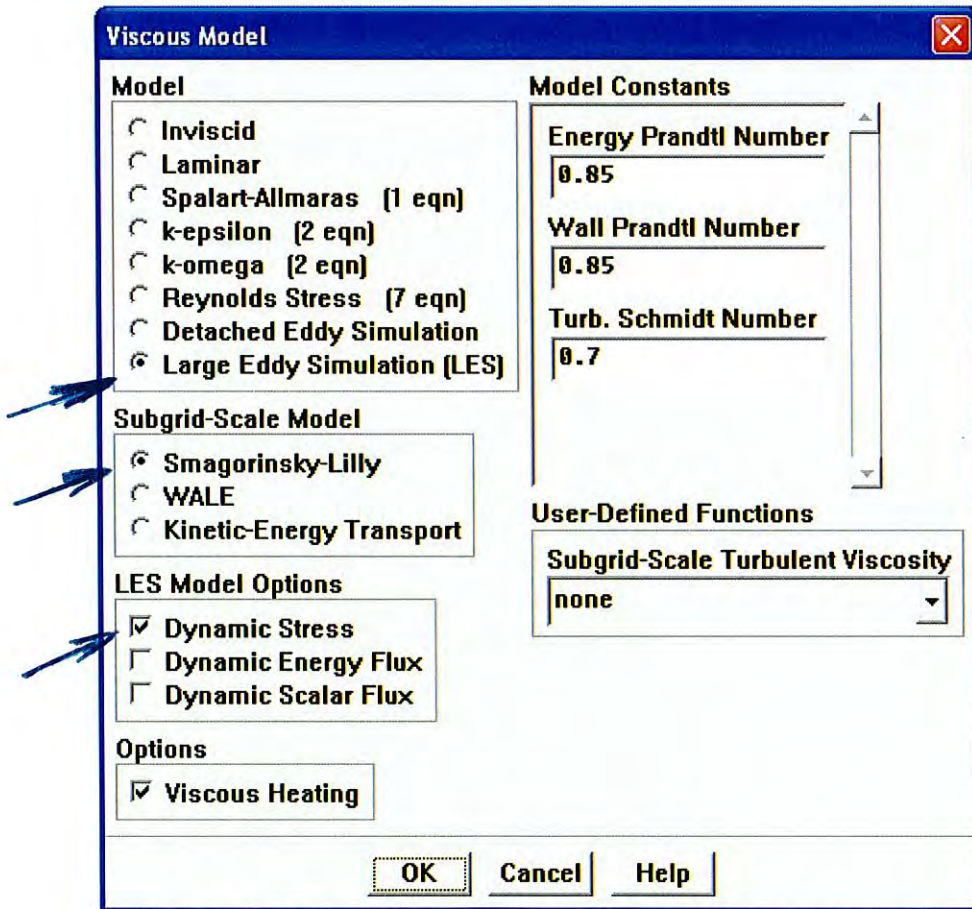 Viscous Model
Model
Inviscid
Laminar
Spalart-Allmaras (1 eqn)
k-epsilon (2 eqn)
k-omega (2 eqn)
Reynolds Stress (7 eqn)
Detached Eddy Simulation
Large Eddy Simulation (LES)
Subgrid-Scale Model
Smagorinsky-Lilly
WALE
Kinetic-Energy Transport
LES Model Options
Dynamic Stress
Dynamic Energy Flux
Dynamic Scalar Flux
Options
Viscous Heating
Model Constants
Energy Prandtl Number
0.85
Wall Prandtl Number
0.85
Turb. Schmidt Number
0.7
User-Defined Functions
Subgrid-Scale Turbulent Viscosity
none
OK Cancel Help